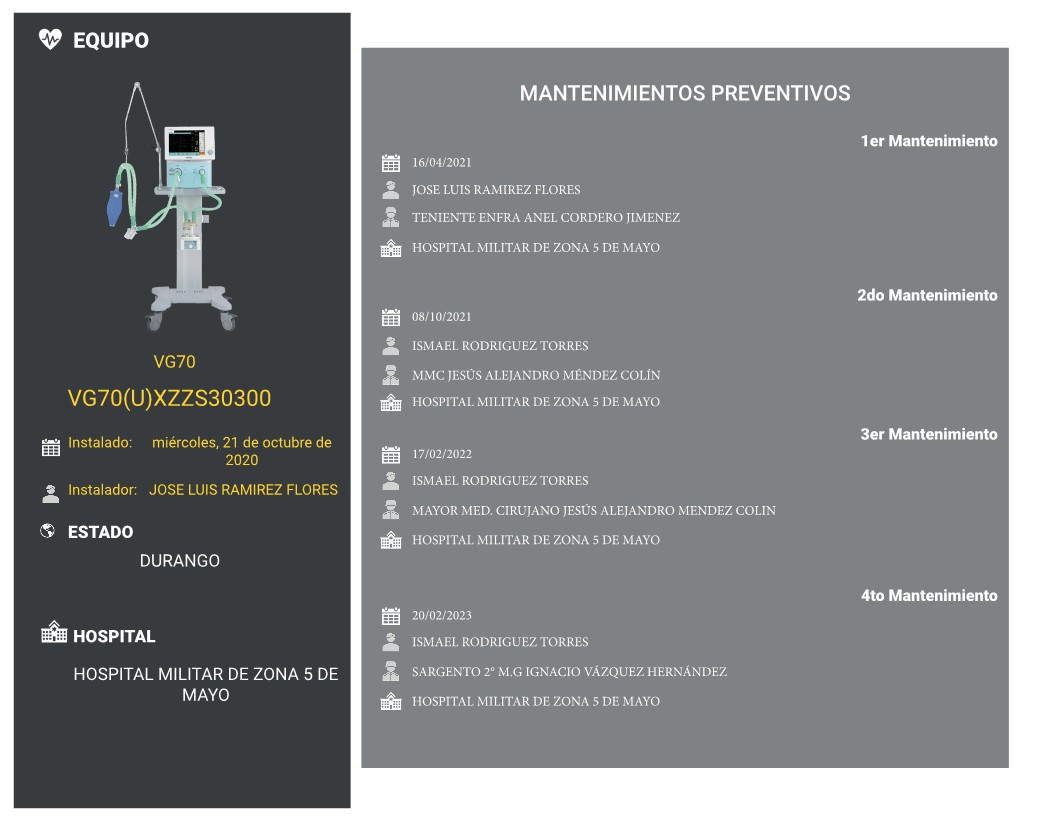 EQUIPO
VG70
VG70(U)XZZS30300
Instalado: miércoles, 21 de octubre de
2020
Instalador: JOSE LUIS RAMIREZ FLORES
ESTADO
DURANGO
HOSPITAL
HOSPITAL MILITAR DE ZONA 5 DE
MAYO
MANTENIMIENTOS PREVENTIVOS
1er Mantenimiento
16/04/2021
JOSE LUIS RAMIREZ FLORES
TENIENTE ENFRA ANEL CORDERO JIMENEZ
HOSPITAL MILITAR DE ZONA 5 DE MAYO
2do Mantenimiento
08/10/2021
ISMAEL RODRIGUEZ TORRES
MMC JESÚS ALEJANDRO MÉNDEZ COLÍN
HOSPITAL MILITAR DE ZONA 5 DE MAYO
3er Mantenimiento
17/02/2022
ISMAEL RODRIGUEZ TORRES
MAYOR MED. CIRUJANO JESÚS ALEJANDRO MENDEZ COLIN
HOSPITAL MILITAR DE ZONA 5 DE MAYO
4to Mantenimiento
20/02/2023
ISMAEL RODRIGUEZ TORRES
SARGENTO 2° M.G IGNACIO VÁZQUEZ HERNÁNDEZ
HOSPITAL MILITAR DE ZONA 5 DE MAYO